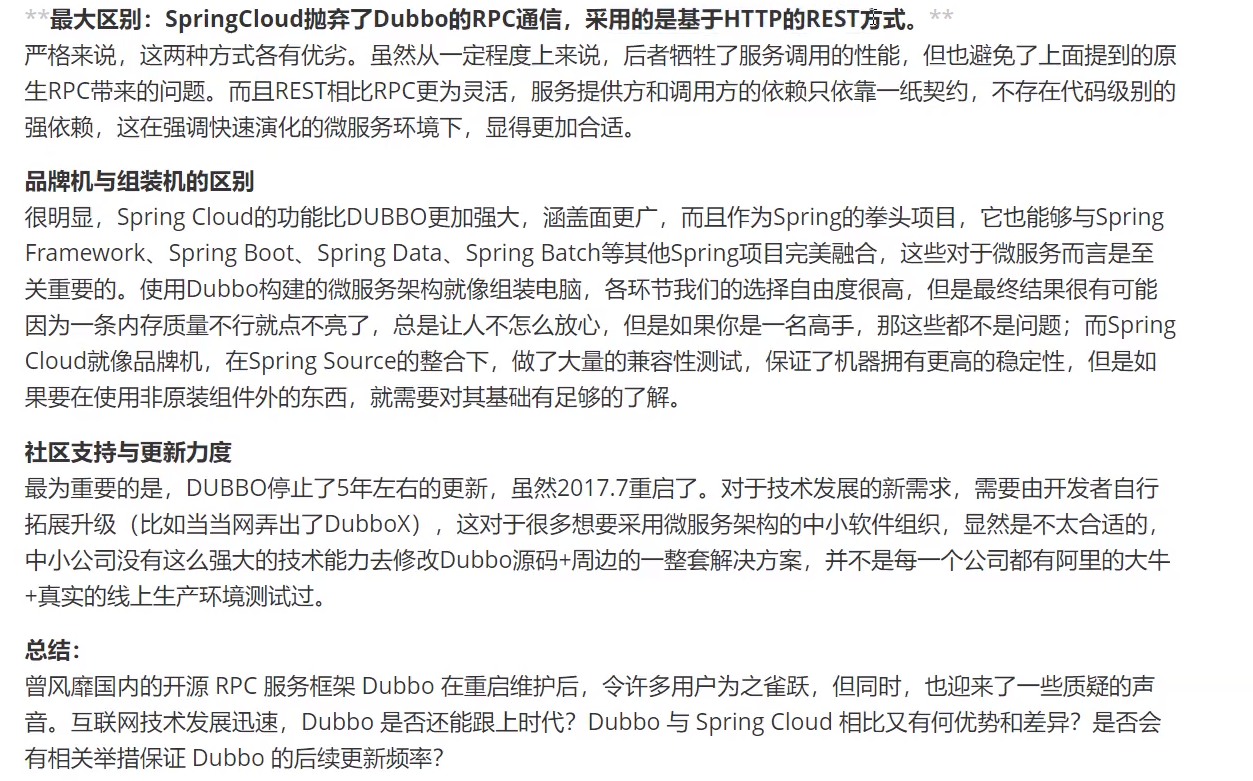 **最大区别：SpringCloud抛弃了Dubbo的RPC通信，采用的是基于HTTP的REST方式。**
严格来说，这两种方式各有优劣。虽然从一定程度上来说，后者牺牲了服务调用的性能，但也避免了上面提到的原
生RPC带来的问题。而且REST相比RPC更为灵活，服务提供方和调用方的依赖只依靠一纸契约，不存在代码级别的
强依赖，这在强调快速演化的微服务环境下，显得更加合适。
品牌机与组装机的区别
很明显，Spring Cloud的功能比DUBBO更加强大，涵盖面更广，而且作为Spring的拳头项目，它也能够与Spring
Framework、Spring Boot、Spring Data、Spring Batch等其他Spring项目完美融合，这些对于微服务而言是至
关重要的。使用Dubbo构建的微服务架构就像组装电脑，各环节我们的选择自由度很高，但是最终结果很有可能
因为一条内存质量不行就点不亮了，总是让人不怎么放心，但是如果你是一名高手，那这些都不是问题；而Spring
Cloud就像品牌机，在Spring Source的整合下，做了大量的兼容性测试，保证了机器拥有更高的稳定性，但是如
果要在使用非原装组件外的东西，就需要对其基础有足够的了解。
社区支持与更新力度
最为重要的是，DUBBO停止了5年左右的更新，虽然2017.7重启了。对于技术发展的新需求，需要由开发者自行
拓展升级（比如当当网弄出了DubboX），这对于很多想要采用微服务架构的中小软件组织，显然是不太合适的，
中小公司没有这么强大的技术能力去修改Dubbo源码+周边的一整套解决方案，并不是每一个公司都有阿里的大牛
+真实的线上生产环境测试过。
总结：
曾风靡国内的开源 RPC 服务框架 Dubbo 在重启维护后，令许多用户为之雀跃，但同时，也迎来了一些质疑的声
音。互联网技术发展迅速，Dubbo 是否还能跟上时代？Dubbo 与 Spring Cloud 相比又有何优势和差异？是否会
有相关举措保证 Dubbo 的后续更新频率？